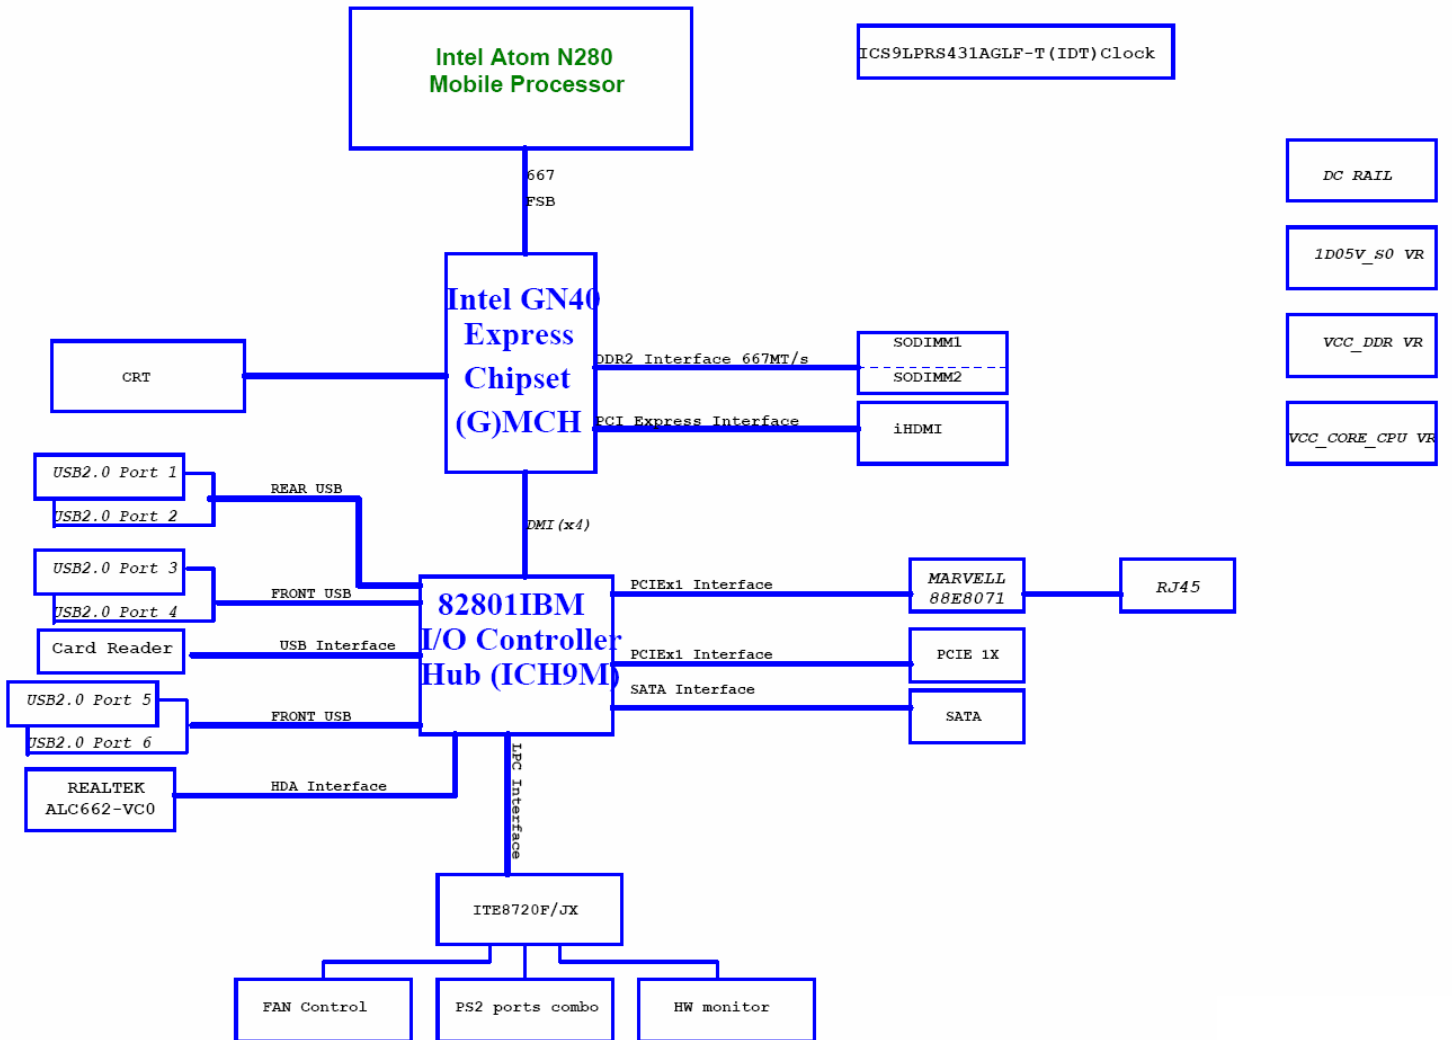 Intel Atom N280
Mobile Processor
ICS9LPRS431AGLF-T(IDT)Clock
667
FSB
DC RAIL
1D05V_S0 VR
VCC_DDR VR
VCC_CORE_CPU VR
Intel GN40
Express
Chipset
(G)MCH
CRT
DDR2 Interface 667MT/s
SODIMM1
SODIMM2
PCI Express Interface
iHDMI
DMI(x4)
USB2.0 Port 1
USB2.0 Port 2
REAR USB
USB2.0 Port 3
USB2.0 Port 4
FRONT USB
Card Reader
USB Interface
USB2.0 Port 5
USB2.0 Port 6
FRONT USB
REALTEK
ALC662-VC0
HDA Interface
82801IBM
I/O Controller
Hub (ICH9M)
PCIEx1 Interface
MARVELL
88E8071
RJ45
PCIEx1 Interface
PCIE 1X
SATA Interface
SATA
LPC Interface
ITE8720F/JX
FAN Control
PS2 ports combo
HW monitor